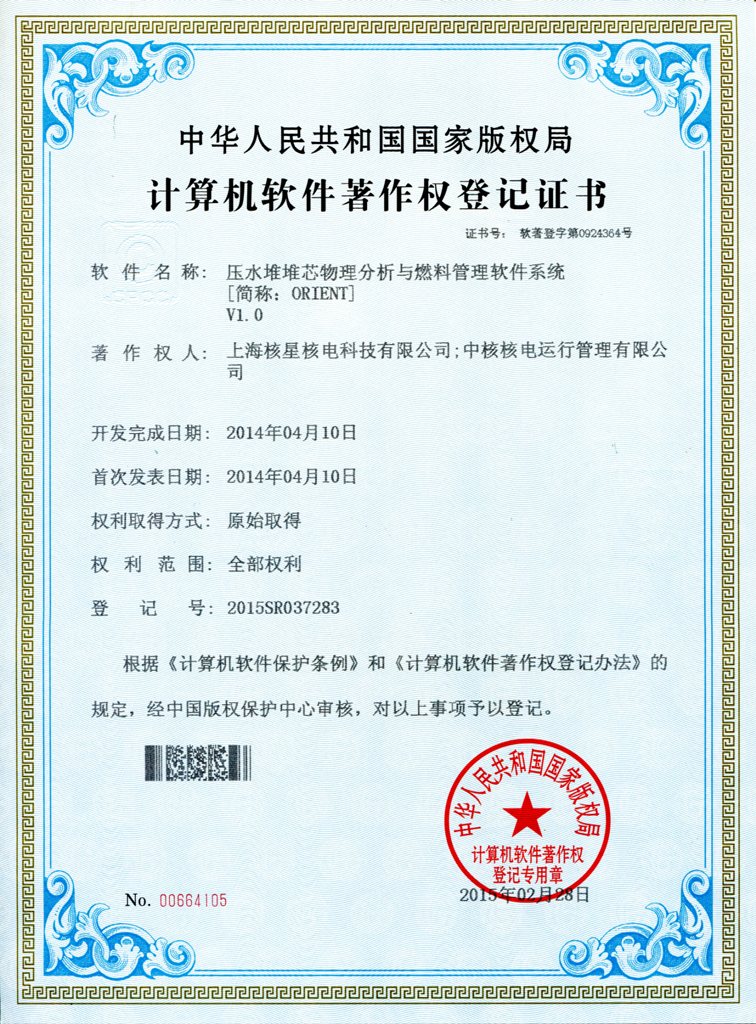 中华人民共和国国家版权局
计算机软件著作权登记证书
证书号: 软著登字第0924364号
软件名称: 压水堆堆芯物理分析与燃料管理软件系统
[简称: ORIENT]
V1.0
著作权人: 上海核星核电科技有限公司;中核核电运行管理有限公
司
开发完成日期: 2014年04月10日
首次发表日期: 2014年04月10日
权利取得方式: 原始取得
权利范围: 全部权利
登记号: 2015SR037283
根据《计算机软件保护条例》和《计算机软件著作权登记办法》的
规定，经中国版权保护中心审核，对以上事项予以登记。
中华人民共和国国家版权局
计算机软件著作权
登记专用章
No. 00664105
2015年02月28日